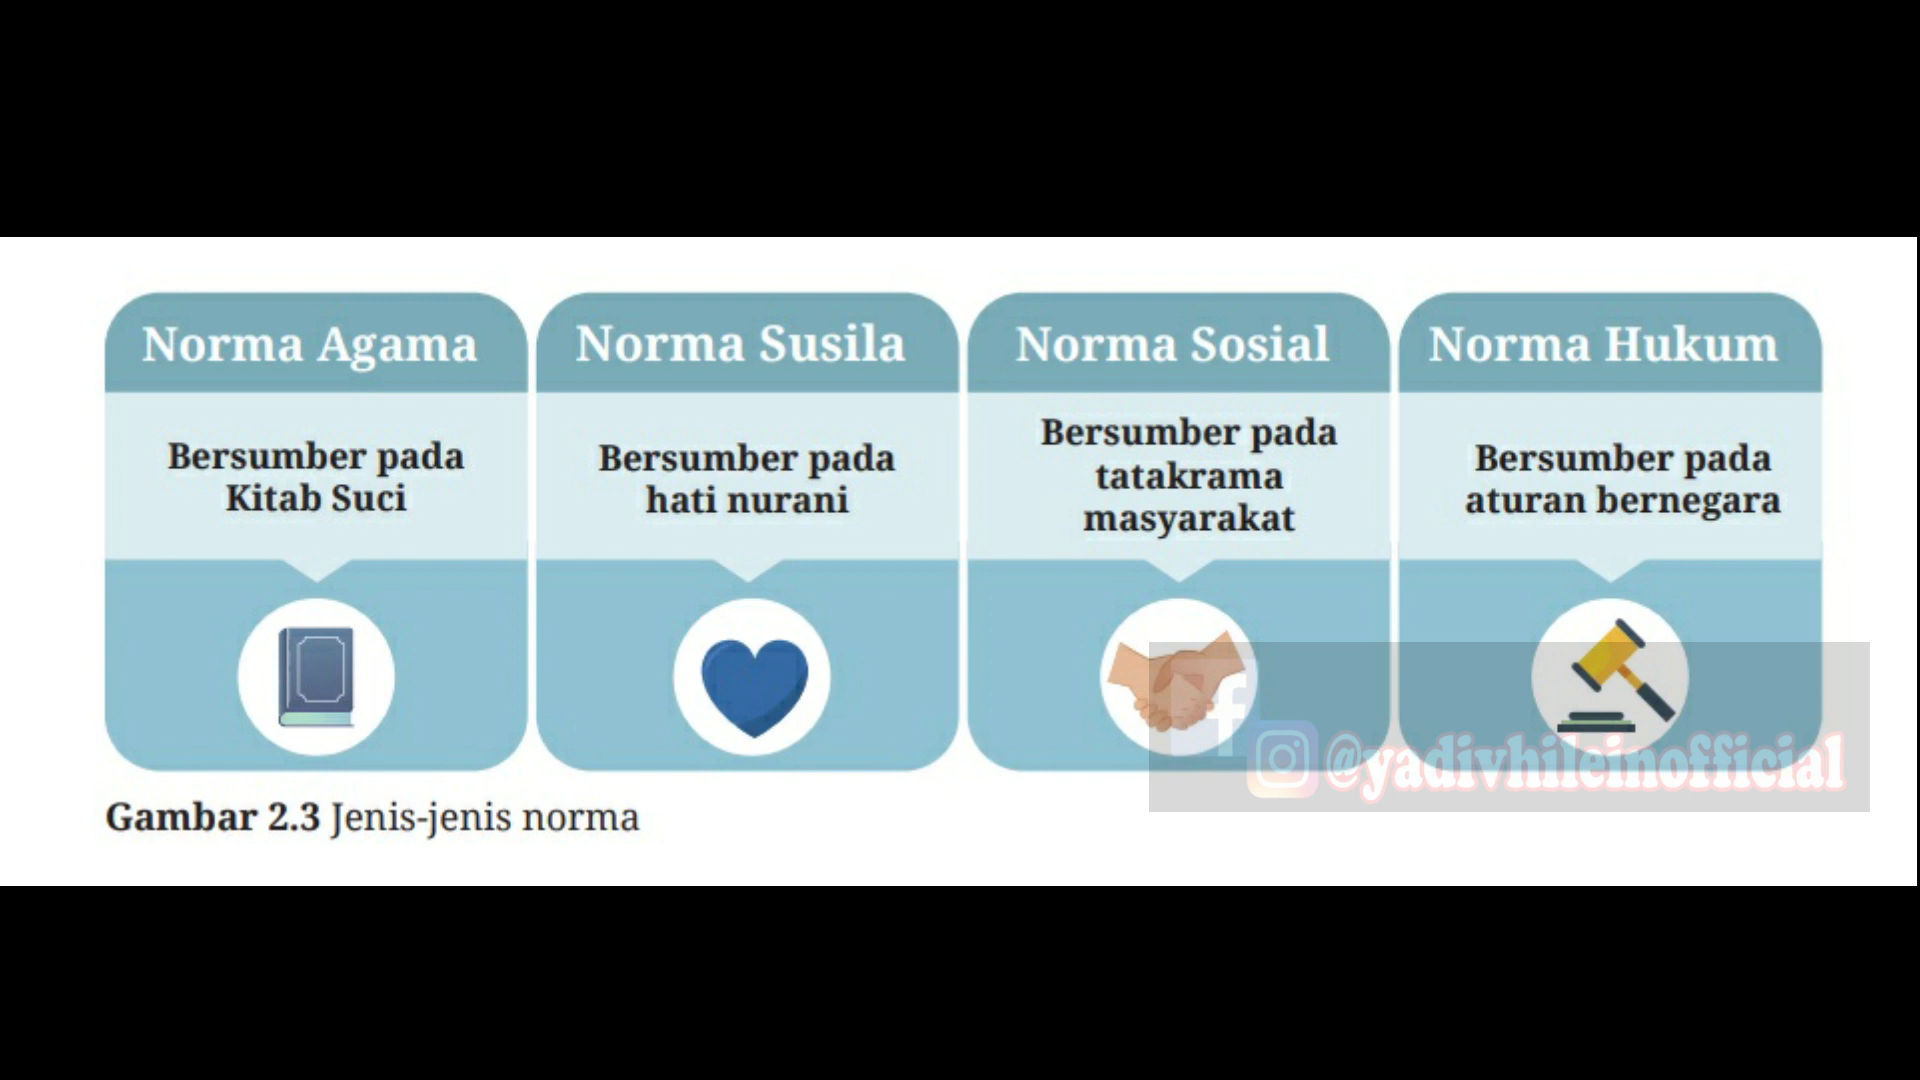 Norma Agama
Bersumber pada
Kitab Suci
Norma Susila
Bersumber pada
hati nurani
Norma Sosial
Bersumber pada
tatakrama
masyarakat
Norma Hukum
Bersumber pada
aturan bernegara
@yadivhileinofficial
Gambar 2.3 Jenis-jenis norma